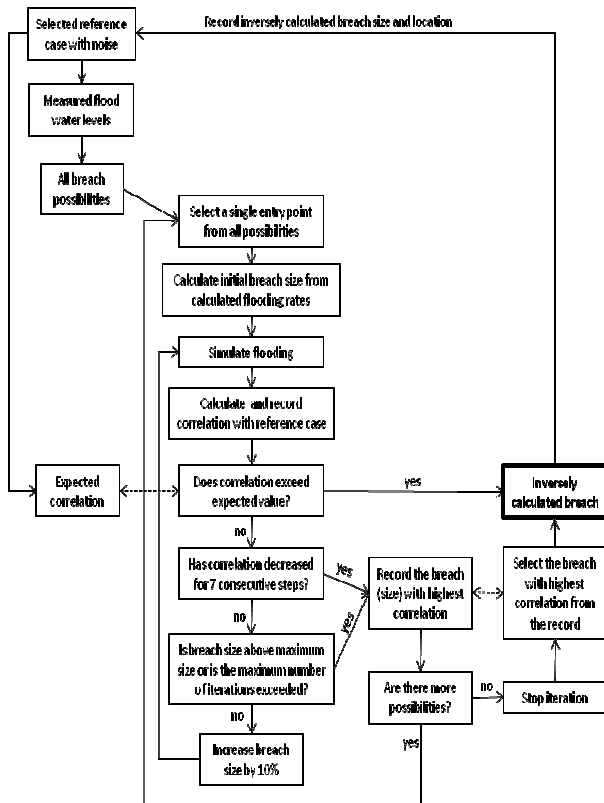 Record inversely calculated breach size and location
Selected reference
case with noise
Measured flood
water levels
All breach
possibilities
Select a single entry point
from all possibilities
Calculate initial breach size from
calculated flooding rates
Simulate flooding
Calculate and record
correlation with reference case
Expected
correlation
Does correlation exceed
expected value?
yes
Inversely
calculated breach
no
Has correlation decreased
for 7 consecutive steps?
yes
Record the breach
(size) with highest
correlation
Select the breach
with highest
correlation from
the record
no
yes
Is breach size above maximum
size or is the maximum number
of iterations exceeded?
Are there more
possibilities?
no
Stop iteration
no
yes
Increase breach
size by 10%